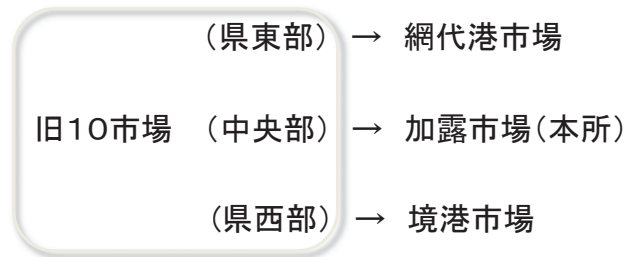 (県東部) → 網代港市場
旧10市場 (中央部) → 加露市場(本所)
(県西部) → 境港市場